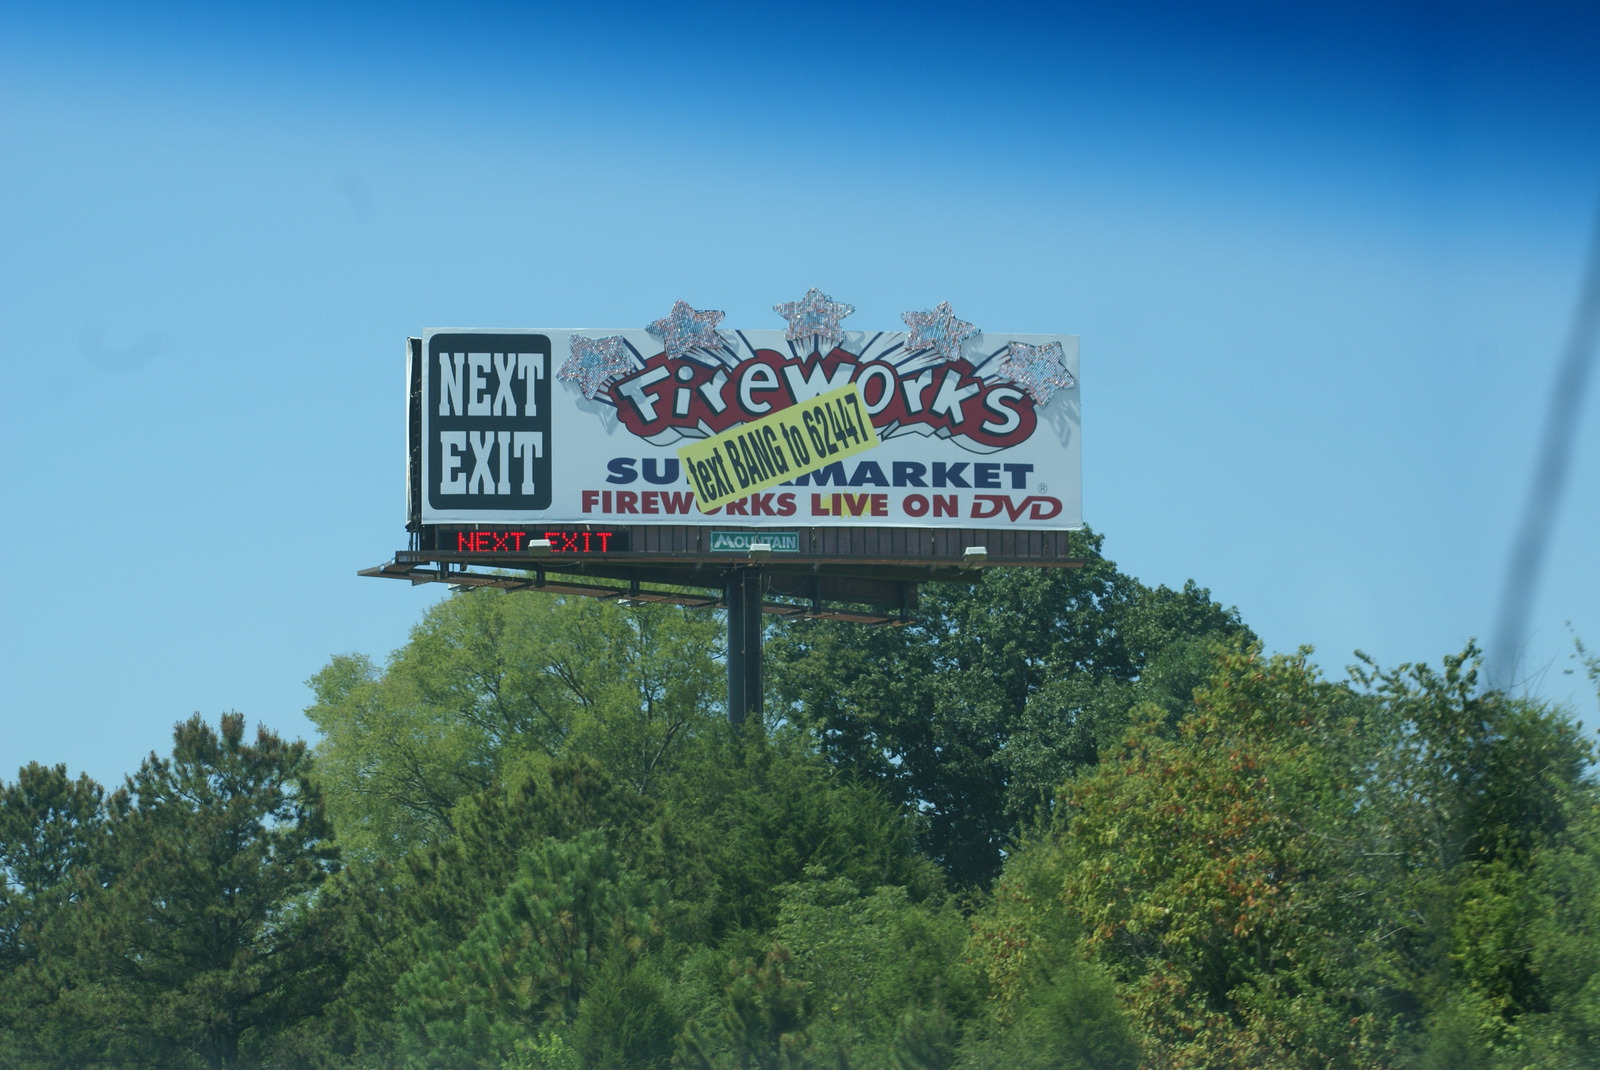 NEXT
EXIT
Fireworks
text BANG to 62447
SU MARKET
FIREWORKS LIVE ON DVD
®
NEXT EXIT
MOUNTAIN